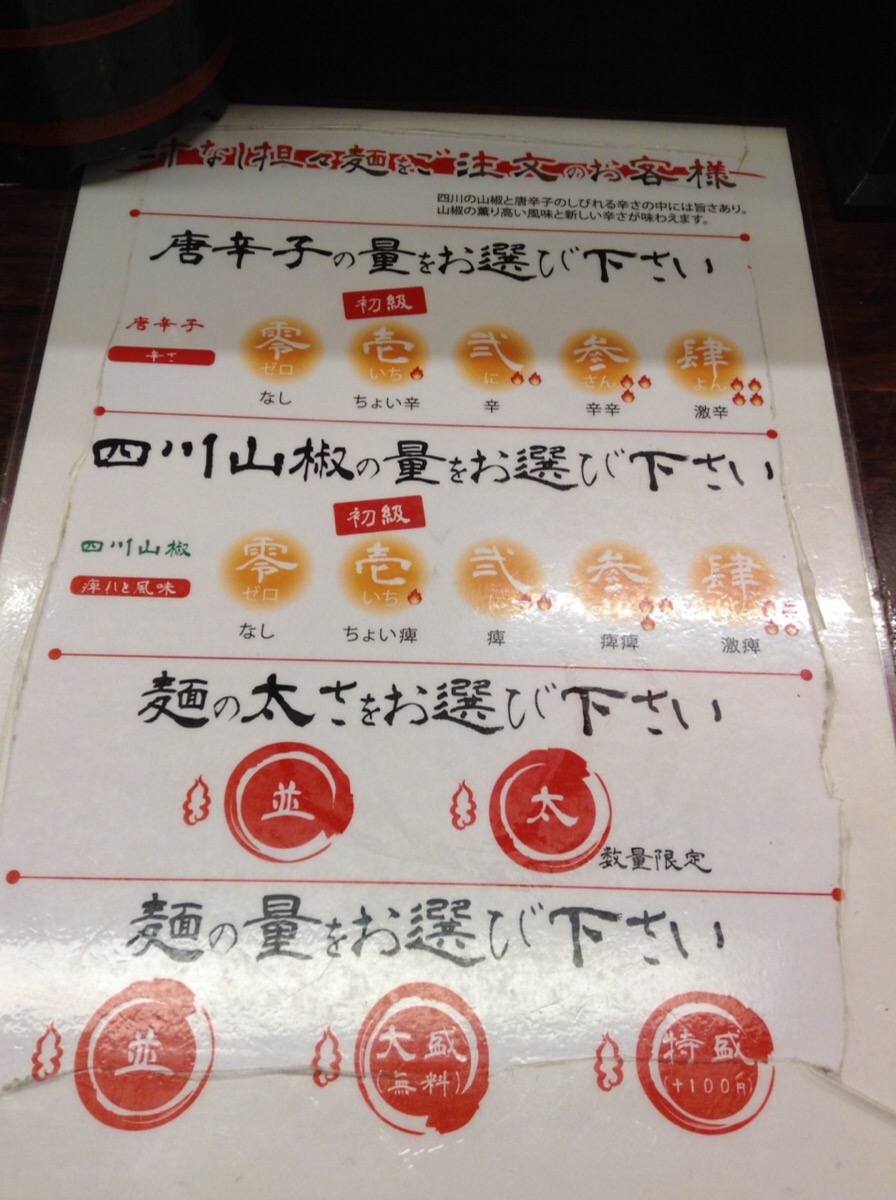 汁なし担々麺をご注文のお客様
四川の山椒と唐辛子のしびれる辛さの中には旨さあり。
山椒の薫り高い風味と新しい辛さが味わえます。
唐辛子の量をお選び下さい
初級
唐辛子
辛さ
零 壱 弐 参 肆
ゼロ いち に さん よん
なし ちょい辛 辛 辛辛 激辛
四川山椒の量をお選び下さい
初級
四川山椒
痺れと風味
零 壱 弐 参 肆
ゼロ いち に さん よん
なし ちょい痺 痺 痺痺 激痺
麺の太さをお選び下さい
並 太
数量限定
麺の量をお選び下さい
並 大盛 特盛
(無料) (+100円)